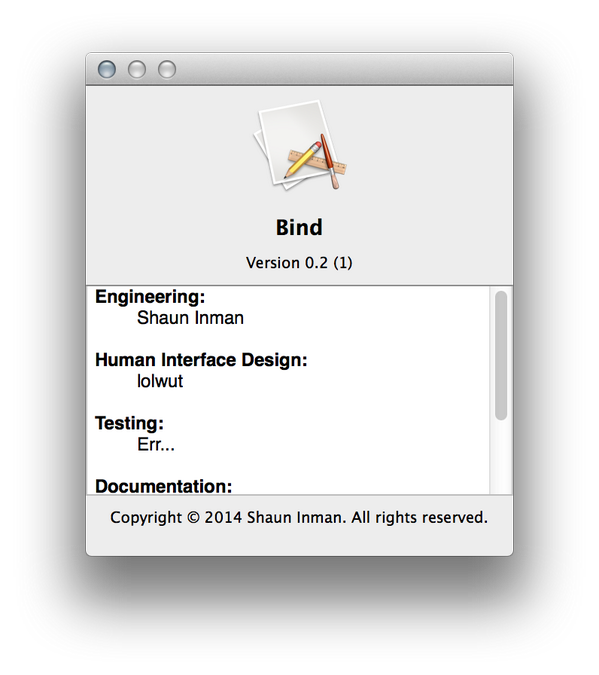 Bind
Version 0.2 (1)
Engineering:
Shaun Inman
Human Interface Design:
lolwut
Testing:
Err...
Documentation:
Copyright © 2014 Shaun Inman. All rights reserved.